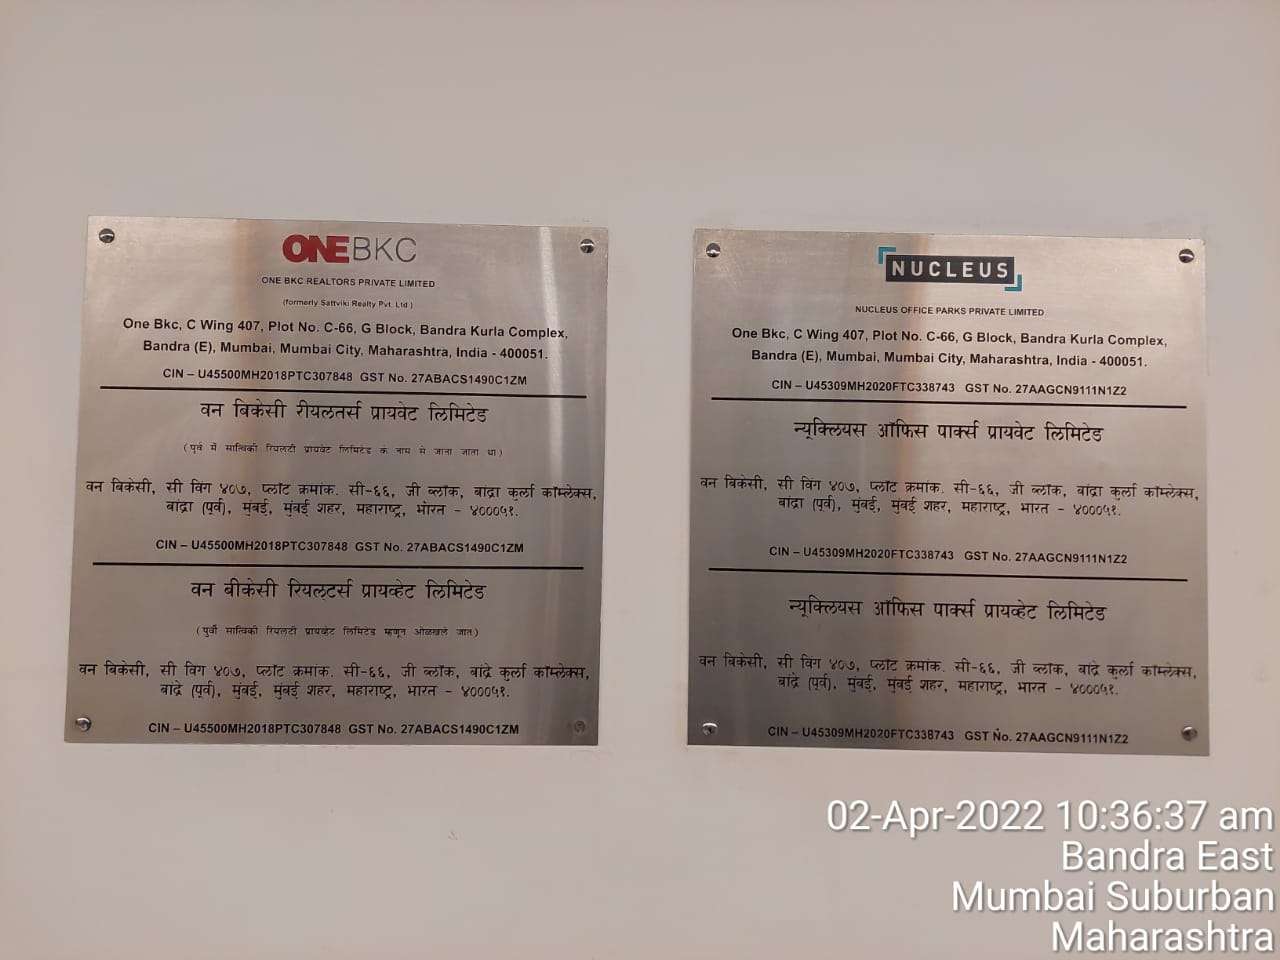 ONEBKC
ONE BKC REALTORS PRIVATE LIMITED
(formerly Sattviki Realty Pvt. Ltd.)
One Bkc, C Wing 407, Plot No. C-66, G Block, Bandra Kurla Complex,
Bandra (E), Mumbai, Mumbai City, Maharashtra, India - 400051.
CIN – U45500MH2018PTC307848 GST No. 27ABACS1490C1ZM
वन बिकेसी रीयलतर्स प्रायवेट लिमिटेड
(पुर्व में सात्विकी रियलटी प्रायवेट लिमिटेड के नाम से जाना जाता था)
वन बिकेसी, सी विंग ४०७, प्लॉट क्रमांक. सी-६६, जी ब्लॉक, बांद्रा कुर्ला कॉम्प्लेक्स,
बांद्रा (पूर्व), मुंबई, मुंबई शहर, महाराष्ट्र, भारत - ४०००५१.
CIN – U45500MH2018PTC307848 GST No. 27ABACS1490C1ZM
वन बीकेसी रियलटर्स प्रायव्हेट लिमिटेड
(पुर्वी सात्विकी रियलटी प्रायव्हेट लिमिटेड म्हणून ओळखले जात)
वन बिकेसी, सी विंग ४०७, प्लॉट क्रमांक. सी-६६, जी ब्लॉक, बांद्रे कुर्ला कॉम्प्लेक्स,
बांद्रे (पूर्व), मुंबई, मुंबई शहर, महाराष्ट्र, भारत - ४०००५१.
CIN – U45500MH2018PTC307848 GST No. 27ABACS1490C1ZM
NUCLEUS
NUCLEUS OFFICE PARKS PRIVATE LIMITED
One Bkc, C Wing 407, Plot No. C-66, G Block, Bandra Kurla Complex,
Bandra (E), Mumbai, Mumbai City, Maharashtra, India - 400051.
CIN – U45309MH2020FTC338743 GST No. 27AAGCN9111N1Z2
न्यूक्लियस ऑफिस पार्क्स प्रायवेट लिमिटेड
वन बिकेसी, सी विंग ४०७, प्लॉट क्रमांक. सी-६६, जी ब्लॉक, बांद्रा कुर्ला कॉम्प्लेक्स,
बांद्रा (पूर्व), मुंबई, मुंबई शहर, महाराष्ट्र, भारत - ४०००५१.
CIN – U45309MH2020FTC338743 GST No. 27AAGCN9111N1Z2
न्यूक्लियस ऑफिस पार्क्स प्रायव्हेट लिमिटेड
वन बिकेसी, सी विंग ४०७, प्लॉट क्रमांक. सी-६६, जी ब्लॉक, बांद्रे कुर्ला कॉम्प्लेक्स,
बांद्रे (पूर्व), मुंबई, मुंबई शहर, महाराष्ट्र, भारत - ४०००५१.
CIN – U45309MH2020FTC338743 GST No. 27AAGCN9111N1Z2
02-Apr-2022 10:36:37 am
Bandra East
Mumbai Suburban
Maharashtra